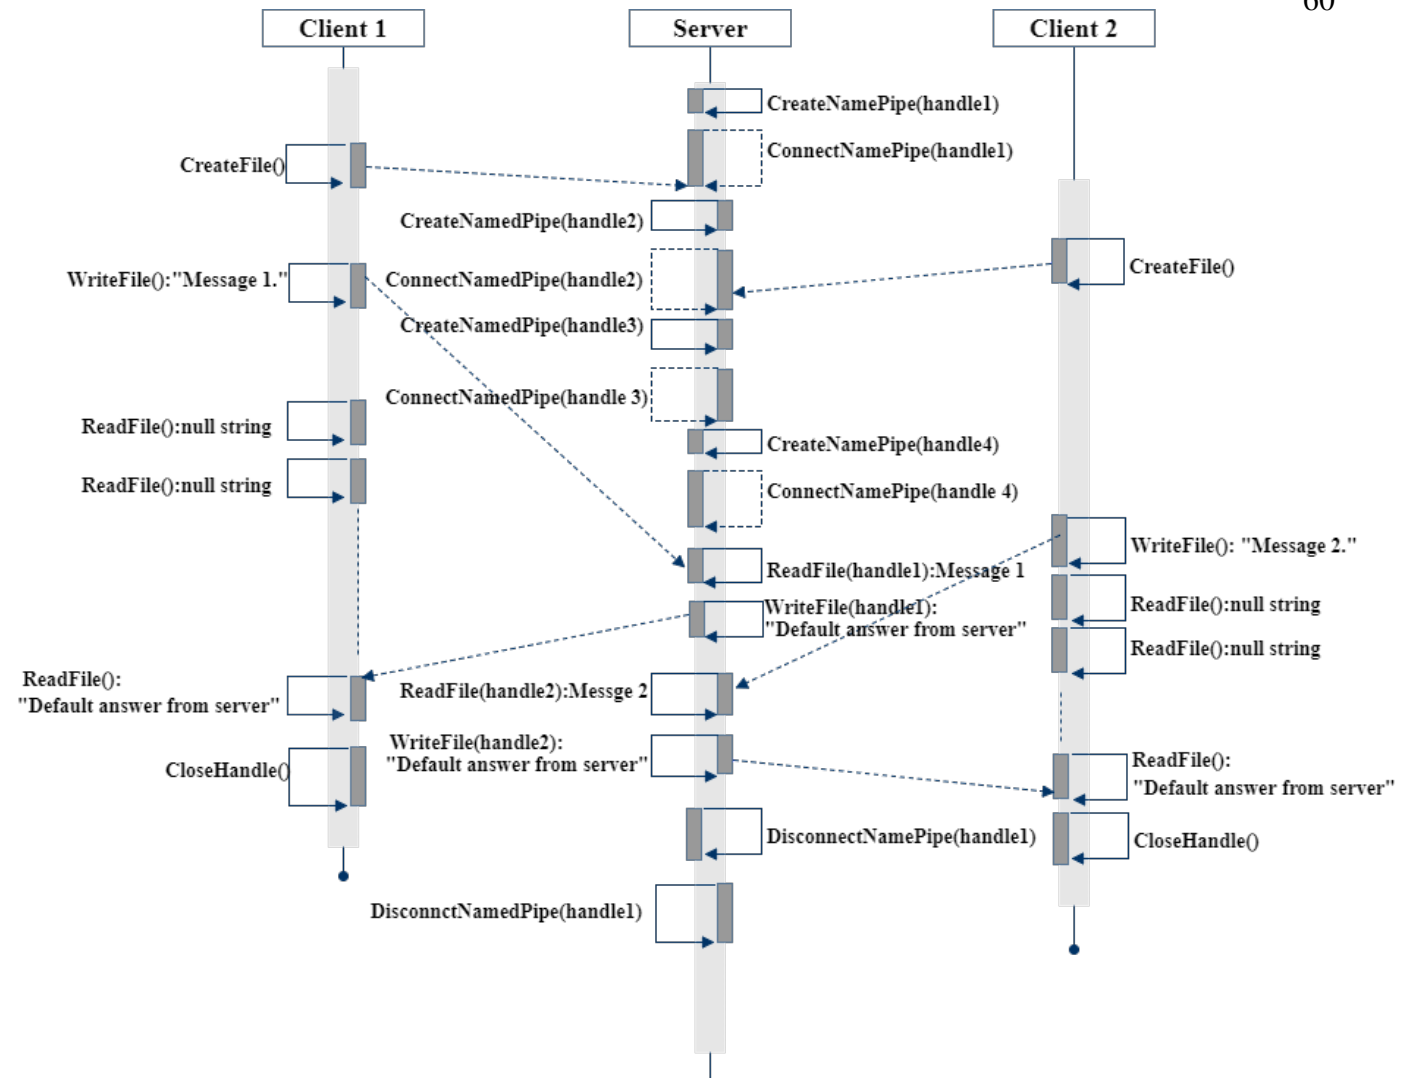 60
Client 1
Server
Client 2
CreateNamePipe(handle1)
ConnectNamePipe(handle1)
CreateFile()
CreateNamedPipe(handle2)
CreateFile()
WriteFile():"Message 1."
ConnectNamedPipe(handle2)
CreateNamedPipe(handle3)
ConnectNamedPipe(handle 3)
ReadFile():null string
CreateNamePipe(handle4)
ReadFile():null string
ConnectNamePipe(handle 4)
WriteFile(): "Message 2."
ReadFile(handle1):Message 1
ReadFile():null string
WriteFile(handle1):
"Default answer from server"
ReadFile():null string
ReadFile():
"Default answer from server"
ReadFile(handle2):Messge 2
WriteFile(handle2):
"Default answer from server"
ReadFile():
"Default answer from server"
CloseHandle()
DisconnectNamePipe(handle1)
CloseHandle()
DisconnctNamedPipe(handle1)